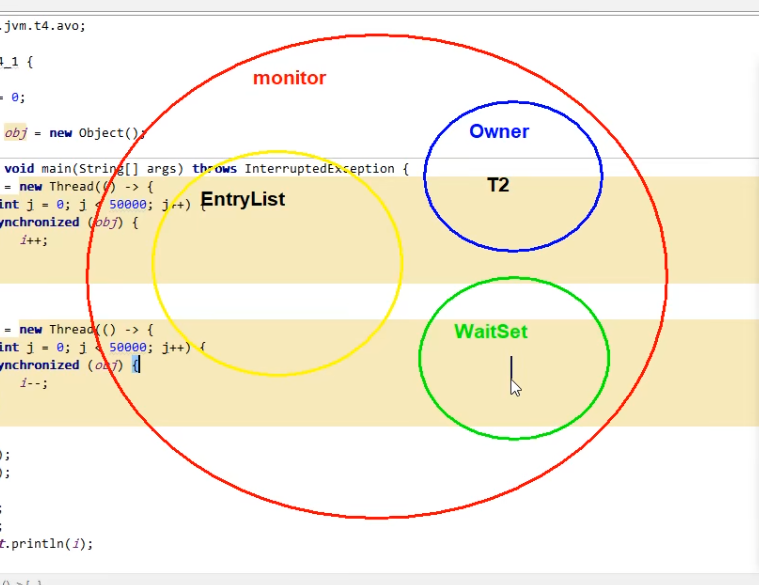 .jvm.t4.avo;
4_1 {
= 0;
monitor
obj = new Object();
Owner
void main(String[] args) throws InterruptedException {
= new Thread(() -> {
T2
int j = 0; j < 50000; j++) {
EntryList
ynchronized (obj) {
i++;
= new Thread(() -> {
WaitSet
int j = 0; j < 50000; j++) {
ynchronized (obj) {
i--;
);
);
;
;
t.println(i);